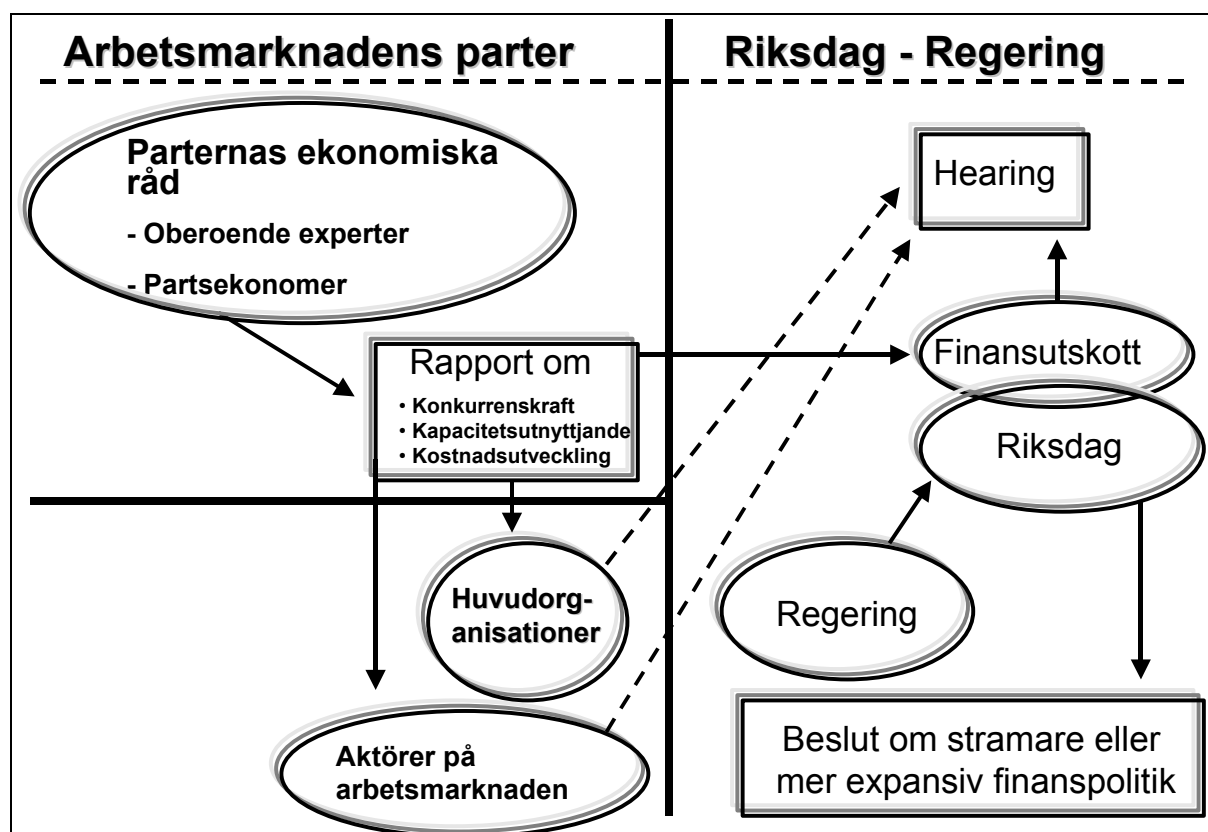 Arbetsmarknadens parter
Parternas ekonomiska
råd
- Oberoende experter
- Partsekonomer
Rapport om
• Konkurrenskraft
• Kapacitetsutnyttjande
• Kostnadsutveckling
Huvudorg-
anisationer
Aktörer på
arbetsmarknaden
Riksdag - Regering
Hearing
Finansutskott
Riksdag
Regering
Beslut om stramare eller
mer expansiv finanspolitik